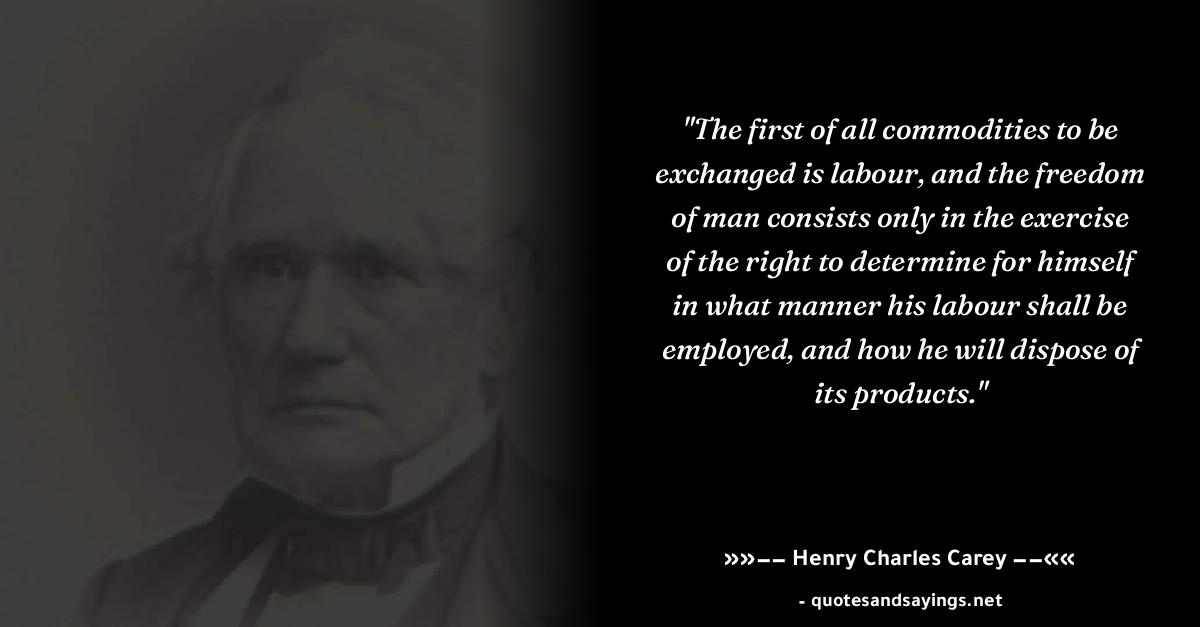 "The first of all commodities to be
exchanged is labour, and the freedom
of man consists only in the exercise
of the right to determine for himself
in what manner his labour shall be
employed, and how he will dispose of
its products."
»»–– Henry Charles Carey ––««
- quotesandsayings.net